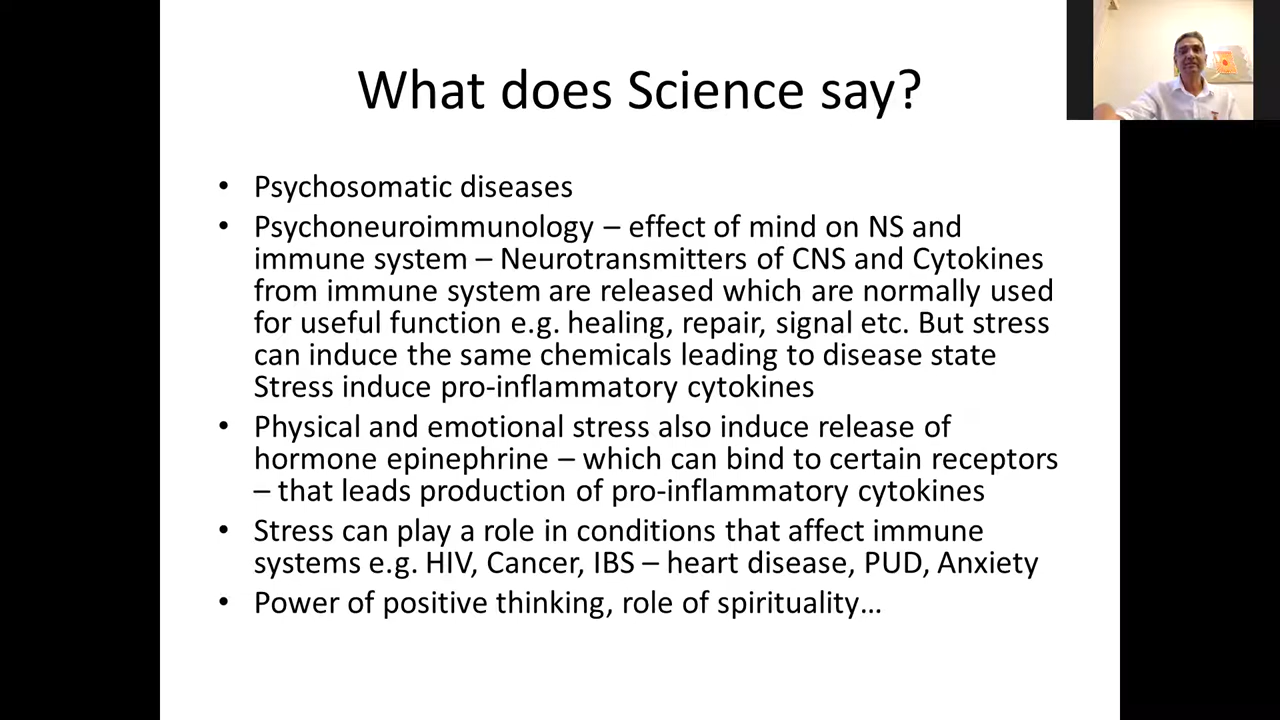 What does Science say?
• Psychosomatic diseases
• Psychoneuroimmunology – effect of mind on NS and
immune system – Neurotransmitters of CNS and Cytokines
from immune system are released which are normally used
for useful function e.g. healing, repair, signal etc. But stress
can induce the same chemicals leading to disease state
Stress induce pro-inflammatory cytokines
• Physical and emotional stress also induce release of
hormone epinephrine – which can bind to certain receptors
– that leads production of pro-inflammatory cytokines
• Stress can play a role in conditions that affect immune
systems e.g. HIV, Cancer, IBS – heart disease, PUD, Anxiety
• Power of positive thinking, role of spirituality…